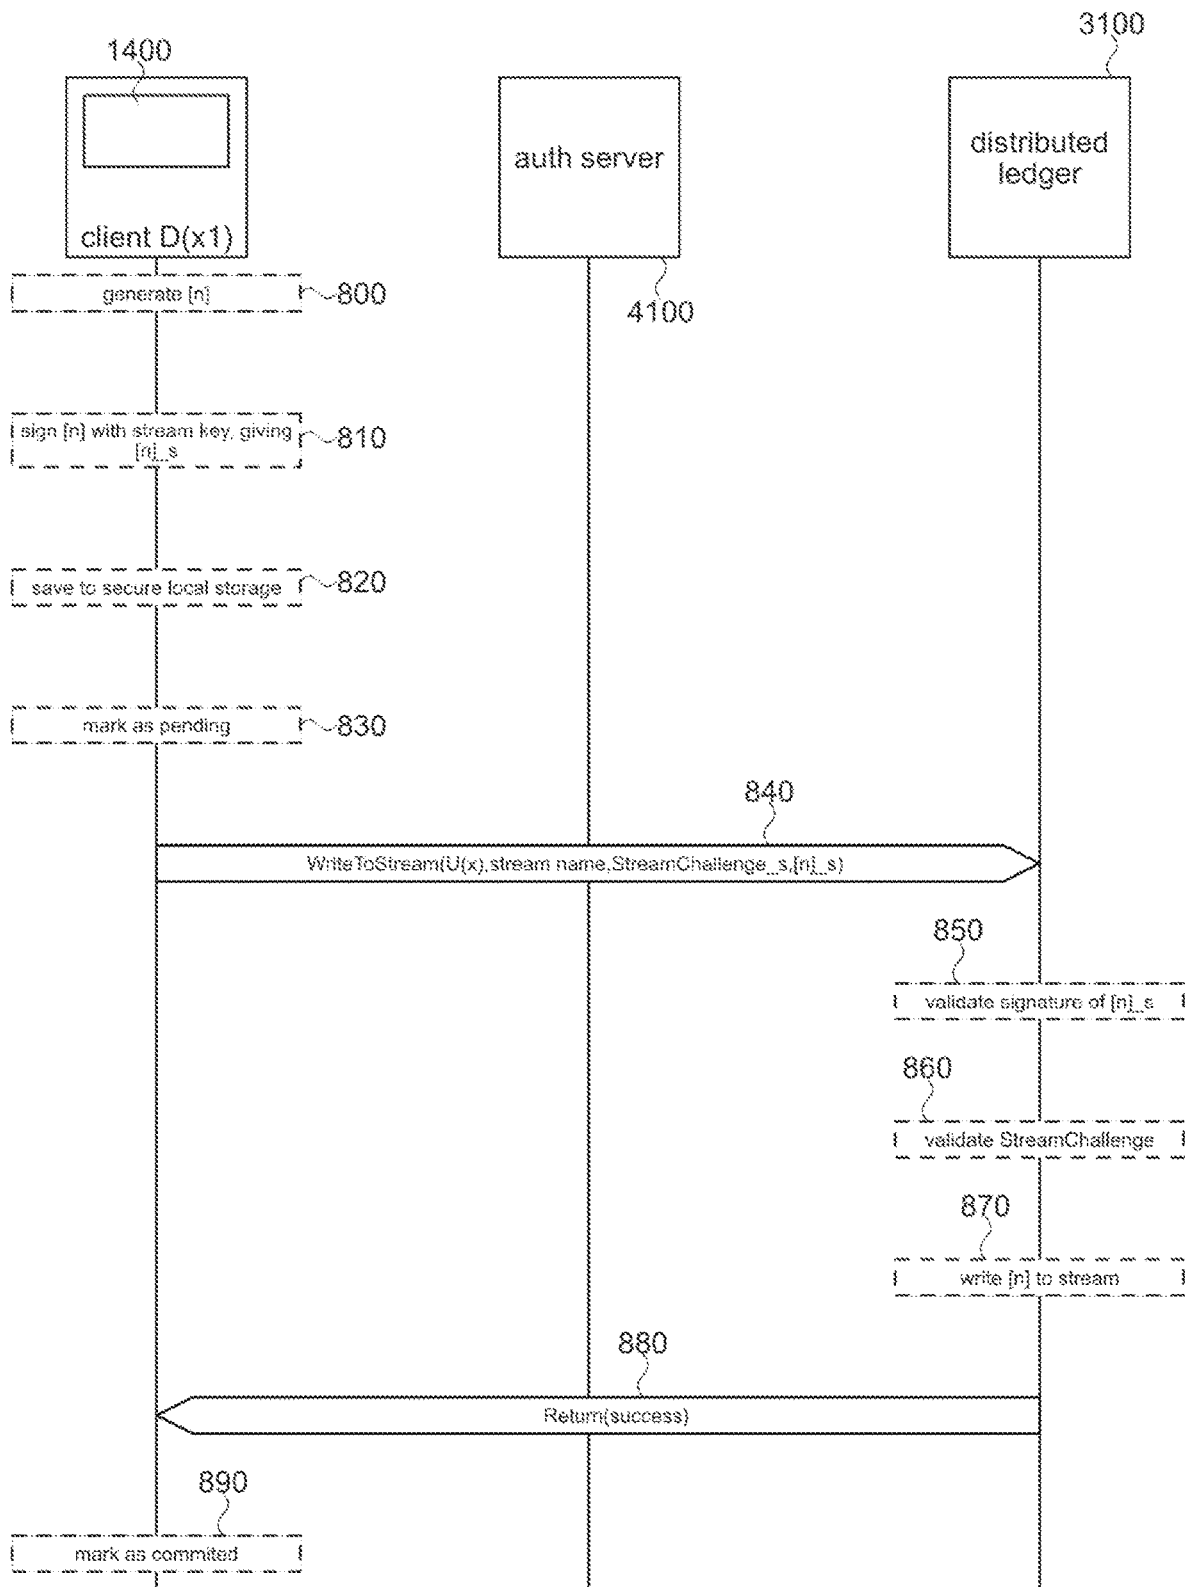 3100
1400
auth server
distributed
ledger
client D(x1)
4100
generate [n]
800
sign [n] with stream key, giving
[n]_s
810
save to secure local storage
820
mark as pending
830
840
WriteToStream(U(x),stream name,StreamChallenge_s,[n]_s)
850
validate signature of [n]_s
860
validate StreamChallenge
870
write [n] to stream
880
Return(success)
890
mark as commited